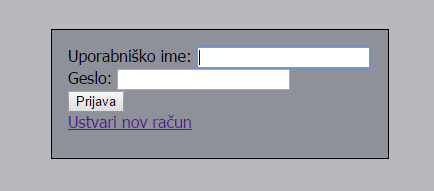 Uporabniško ime:
Geslo:
Prijava
Ustvari nov račun